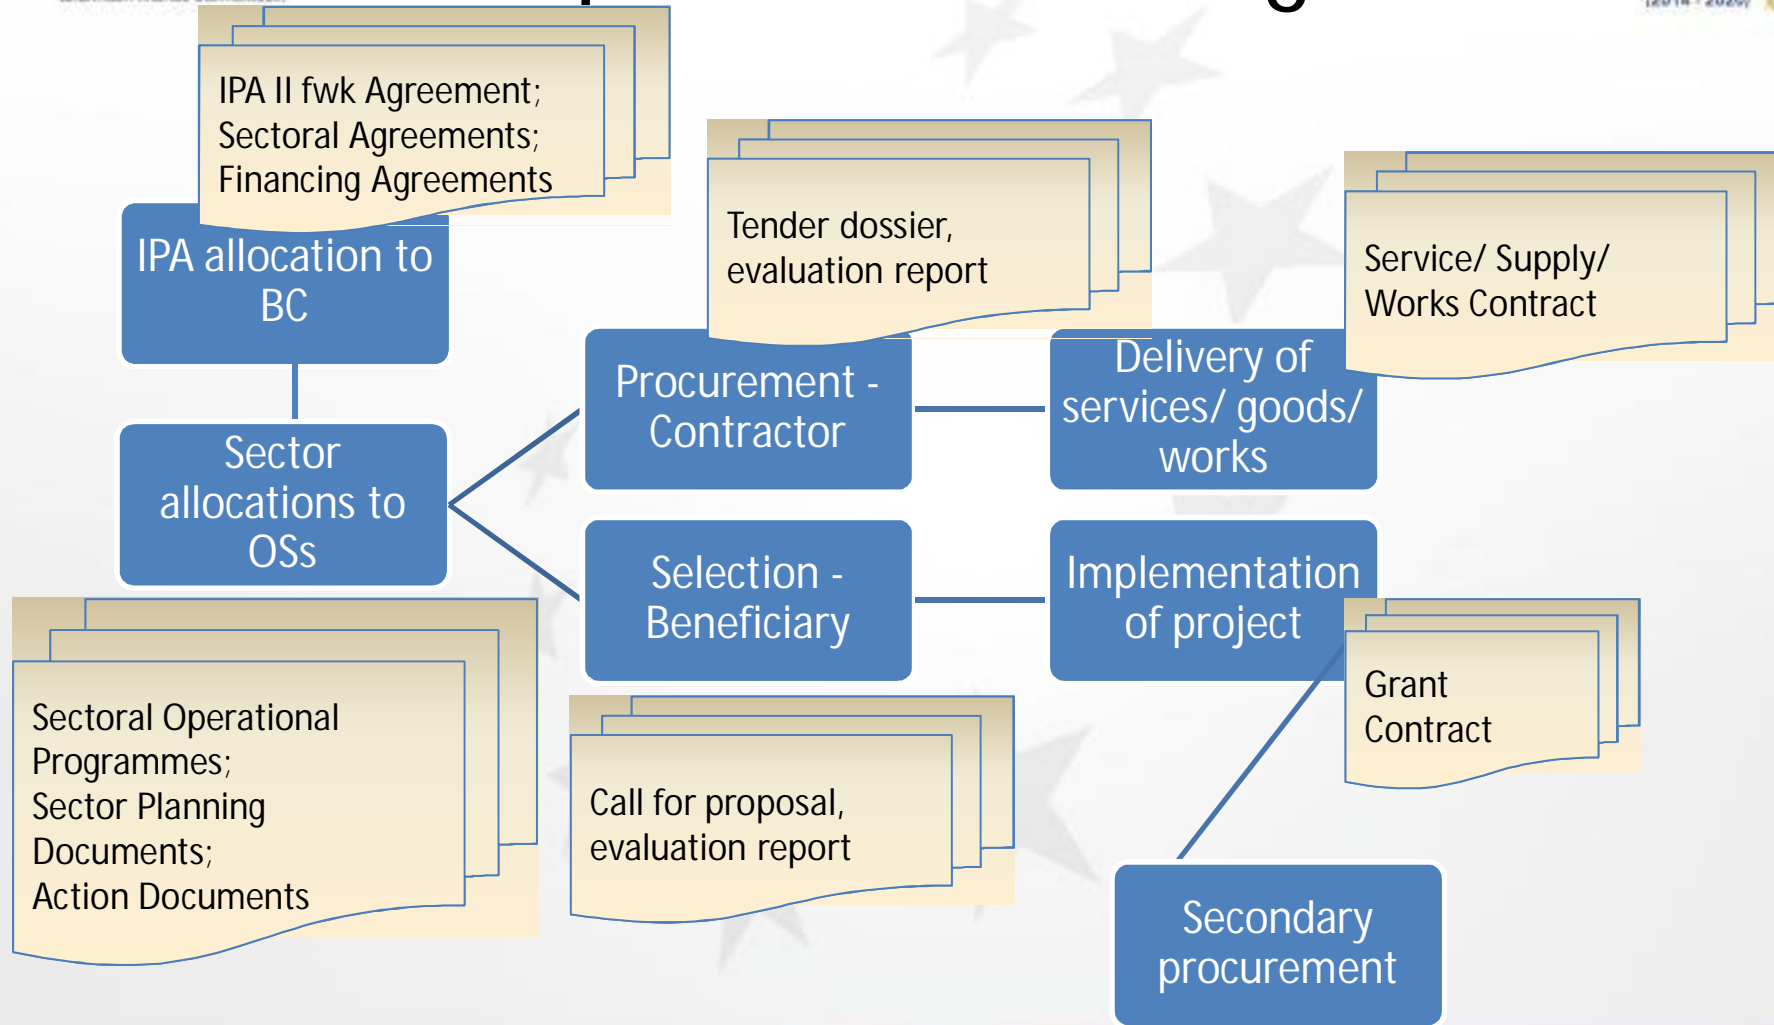 (2014 - 2020)
IPA II fwk Agreement;
Sectoral Agreements;
Financing Agreements
IPA allocation to
BC
Tender dossier,
evaluation report
Service/ Supply/
Works Contract
Procurement -
Contractor
Delivery of
services/ goods/
works
Sector
allocations to
OSs
Selection -
Beneficiary
Implementation
of project
Grant
Contract
Sectoral Operational
Programmes;
Sector Planning
Documents;
Action Documents
Call for proposal,
evaluation report
Secondary
procurement